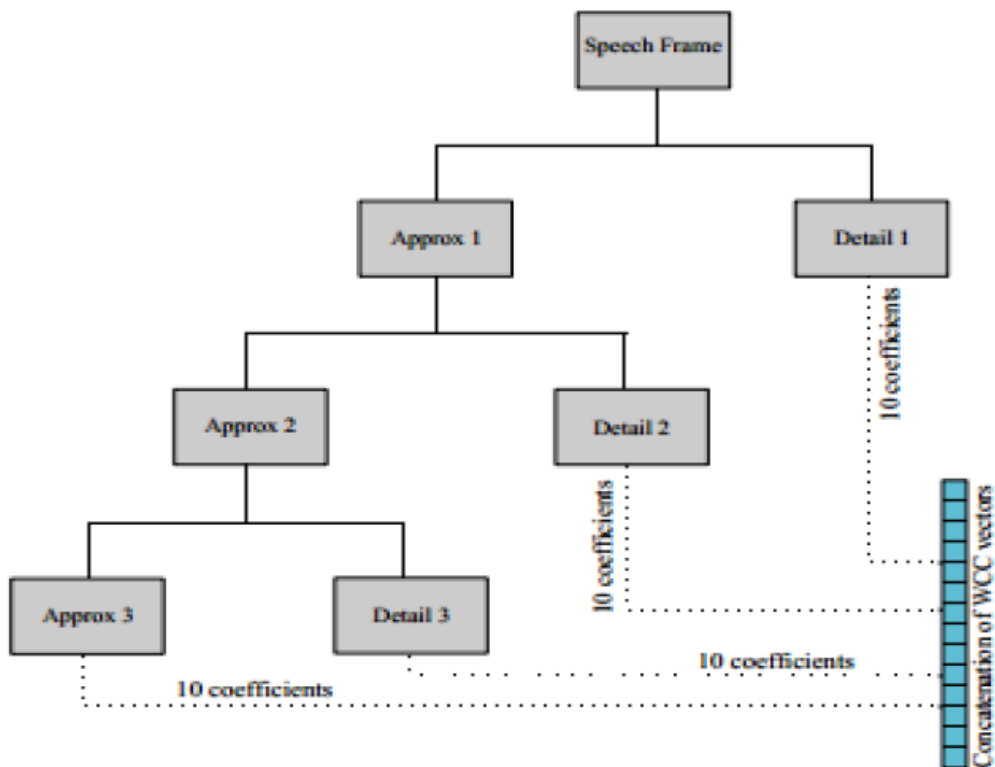 Speech Frame
Approx 1
Detail 1
10 coefficients
Approx 2
Detail 2
10 coefficients
Concatenation of WCC vectors
Approx 3
Detail 3
10 coefficients
10 coefficients